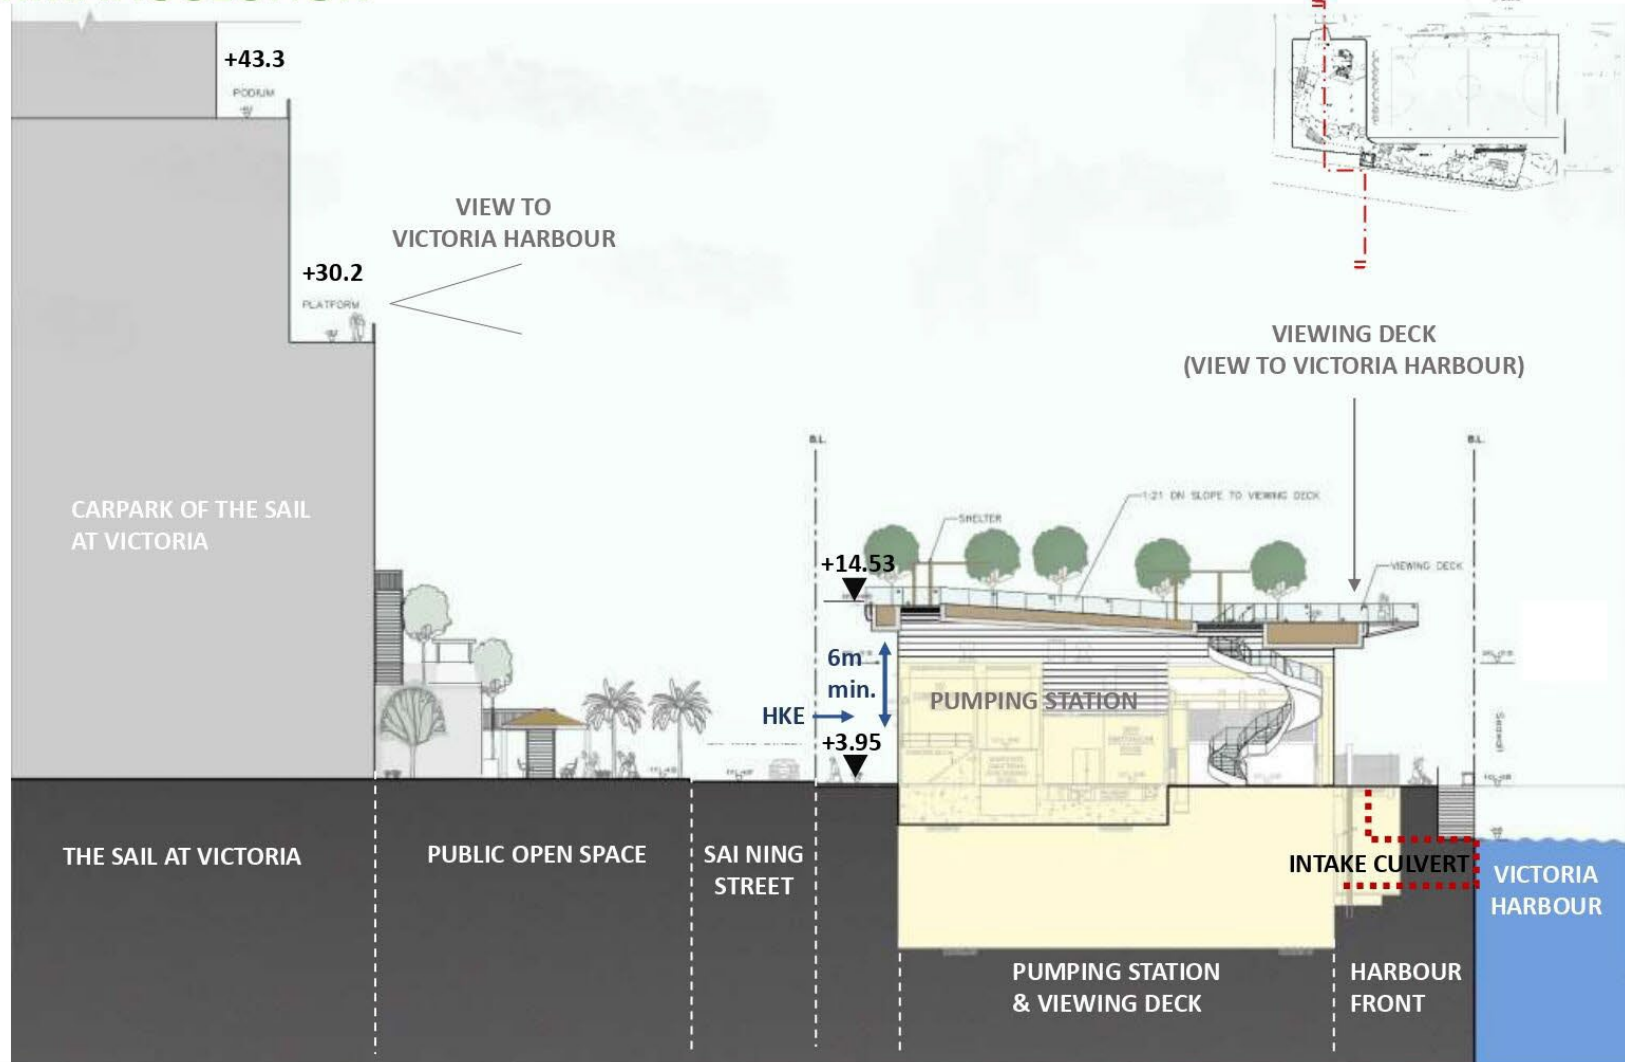 +43.3
PODIUM
VIEW TO
VICTORIA HARBOUR
+30.2
PLATFORM
VIEWING DECK
(VIEW TO VICTORIA HARBOUR)
B.L.
B.L.
CARPARK OF THE SAIL
AT VICTORIA
1:21 DN SLOPE TO VIEWING DECK
SHELTER
+14.53
VIEWING DECK
6m
min.
PUMPING STATION
HKE
+3.95
Seawall
THE SAIL AT VICTORIA
PUBLIC OPEN SPACE
SAI NING
STREET
INTAKE CULVERT
VICTORIA
HARBOUR
PUMPING STATION
& VIEWING DECK
HARBOUR
FRONT